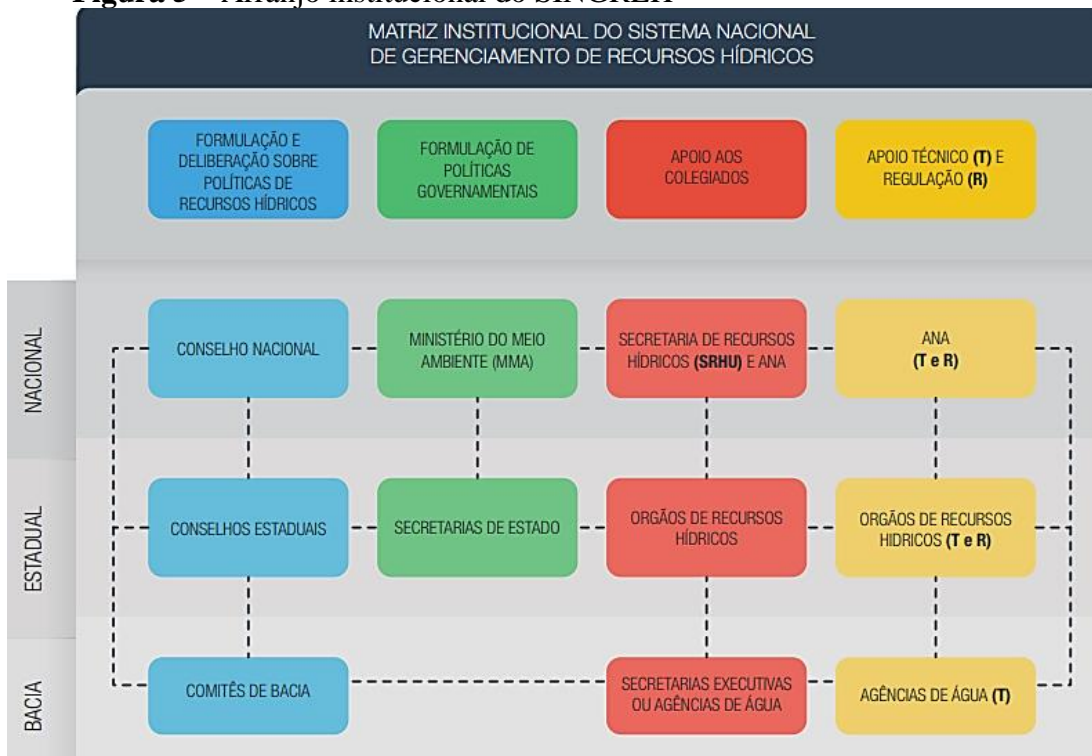 MATRIZ INSTITUCIONAL DO SISTEMA NACIONAL
DE GERENCIAMENTO DE RECURSOS HÍDRICOS
FORMULAÇÃO E
DELIBERAÇÃO SOBRE
POLÍTICAS DE
RECURSOS HÍDRICOS
FORMULAÇÃO DE
POLÍTICAS
GOVERNAMENTAIS
APOIO AOS
COLEGIADOS
APOIO TÉCNICO (T) E
REGULAÇÃO (R)
NACIONAL
CONSELHO NACIONAL
MINISTÉRIO DO MEIO
AMBIENTE (MMA)
SECRETARIA DE RECURSOS
HÍDRICOS (SRHU) E ANA
ANA
(T e R)
ESTADUAL
CONSELHOS ESTADUAIS
SECRETARIAS DE ESTADO
ORGÃOS DE RECURSOS
HÍDRICOS
ORGÃOS DE RECURSOS
HIDRICOS (T e R)
BACIA
COMITÊS DE BACIA
SECRETARIAS EXECUTIVAS
OU AGÊNCIAS DE ÁGUA
AGÊNCIAS DE ÁGUA (T)